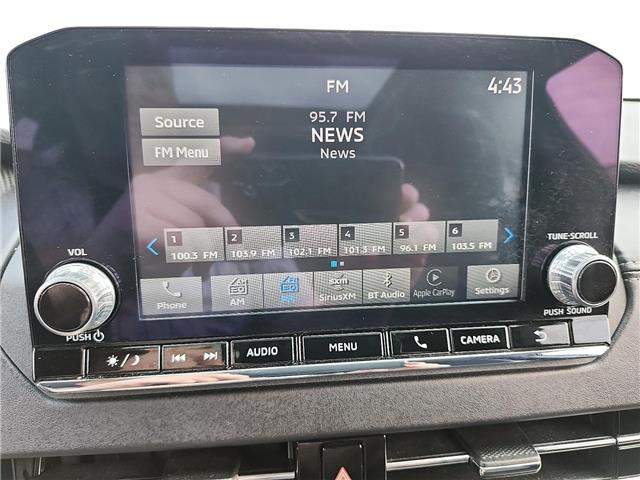 FM
4:43
Source
95.7 FM
NEWS
FM Menu
News
VOL
TUNE-SCROLL
1 2 3 4 5 6
100.3 FM 103.9 FM 102.1 FM 101.3 FM 96.1 FM 103.5 FM
Phone AM FM SiriusXM BT Audio Apple CarPlay Settings
PUSH
PUSH SOUND
AUDIO MENU CAMERA